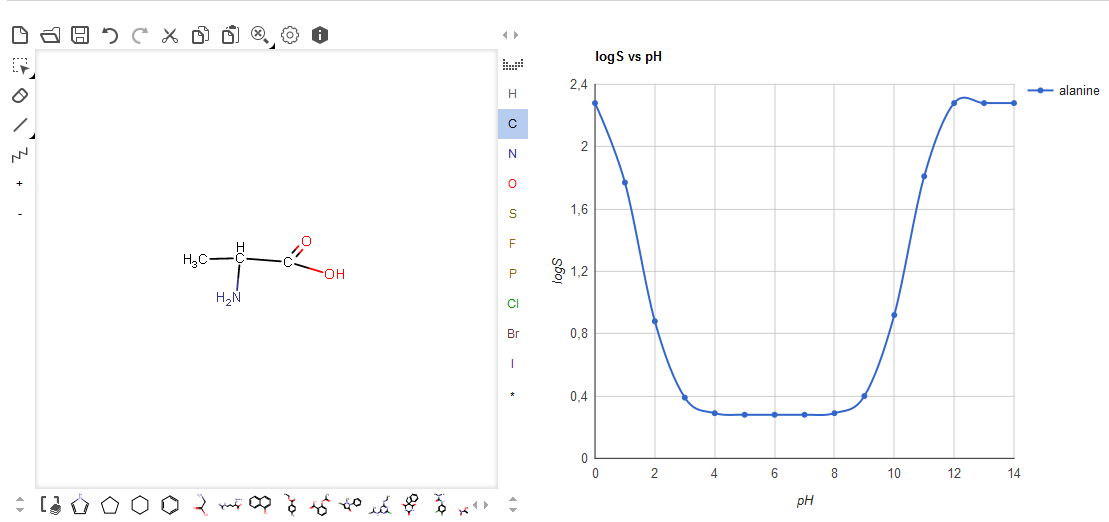 H
C
N
O
S
F
P
Cl
Br
I
*
+
-
H
O
H₃C
C
C
OH
H₂N
logS vs pH
alanine
2,4
2
1,6
1,2
0,8
0,4
0
logS
0 2 4 6 8 10 12 14
pH